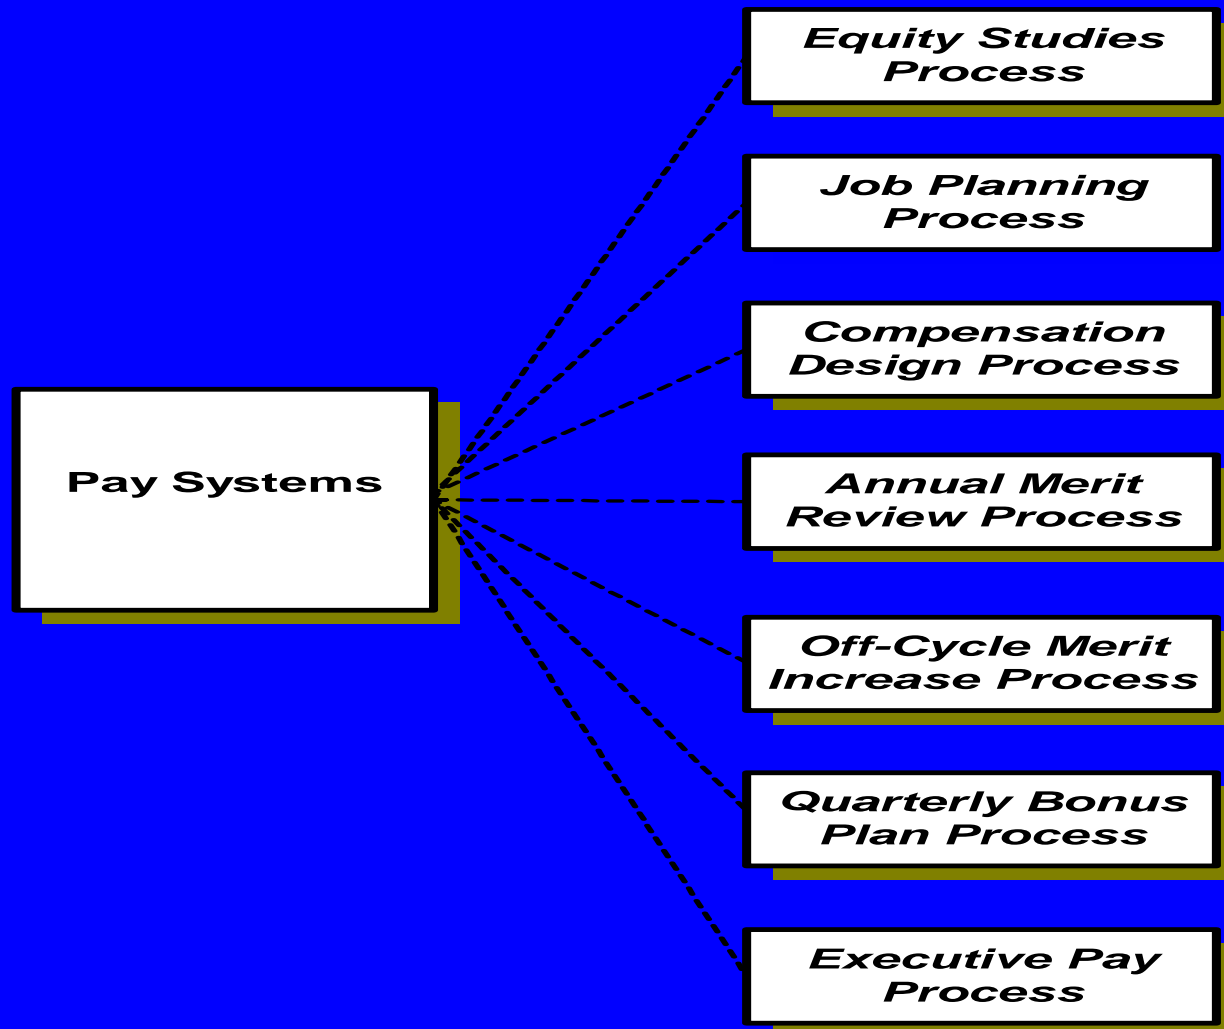 Equity Studies
Process
Job Planning
Process
Compensation
Design Process
Pay Systems
Annual Merit
Review Process
Off-Cycle Merit
Increase Process
Quarterly Bonus
Plan Process
Executive Pay
Process